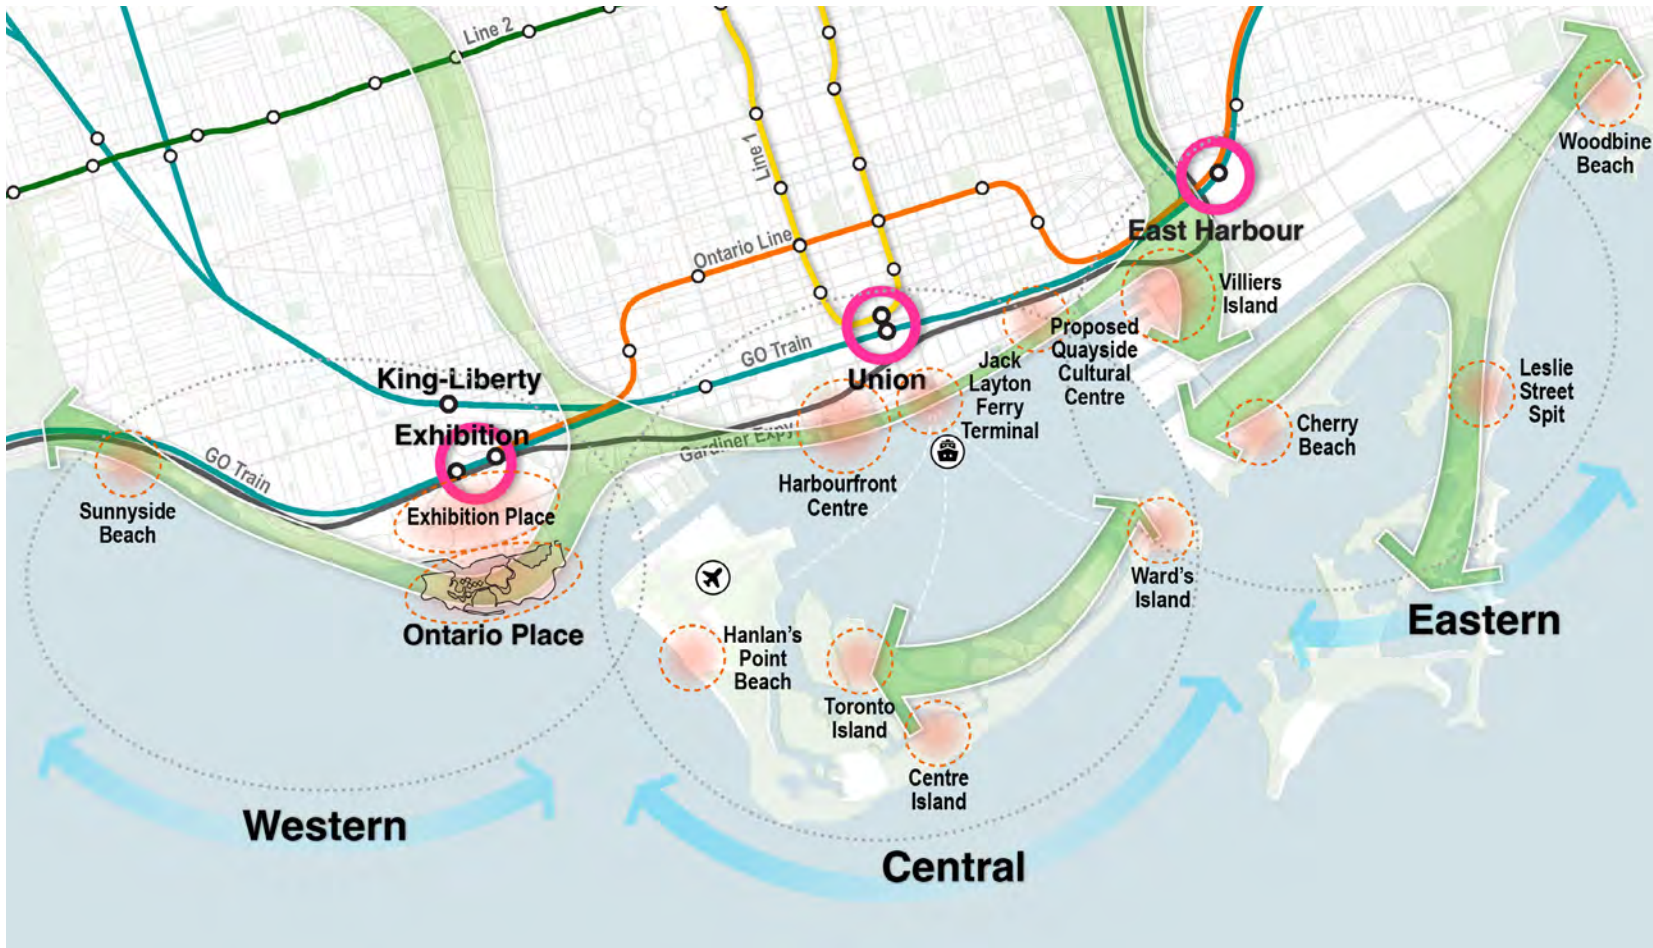 Line 2
Line 1
Woodbine
Beach
East Harbour
Ontario Line
Villiers
Island
Proposed
Quayside
Cultural
Centre
GO Train
Jack
Layton
Ferry
Terminal
King-Liberty
Union
Leslie
Street
Spit
Exhibition
Gardiner Expy
Cherry
Beach
GO Train
Harbourfront
Centre
Sunnyside
Beach
Exhibition Place
Ward's
Island
Ontario Place
Eastern
Hanlan's
Point
Beach
Toronto
Island
Centre
Island
Western
Central